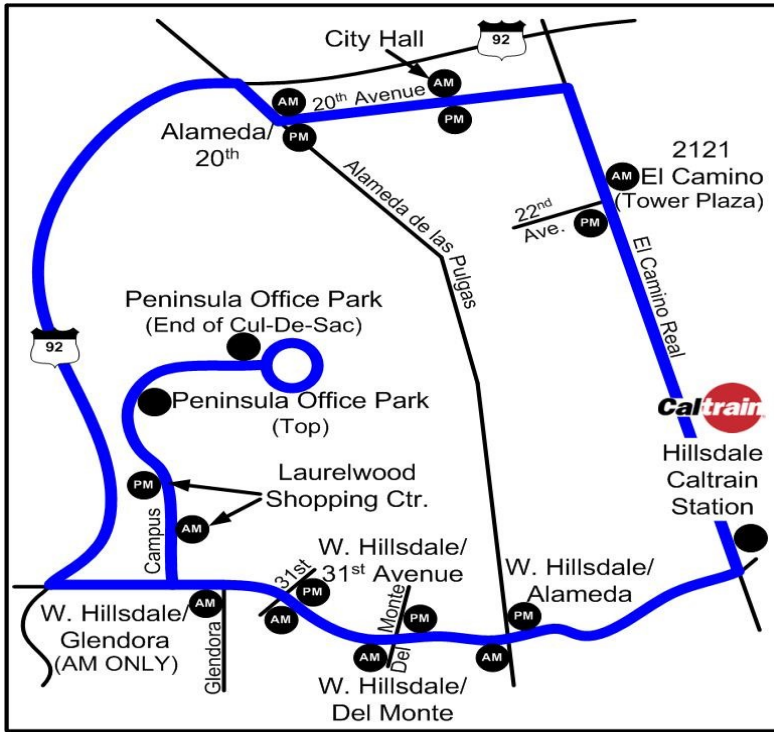 92
City Hall
AM
AM
20th Avenue
PM
PM
Alameda/
20th
Alameda de las Pulgas
2121
AM
El Camino
(Tower Plaza)
22nd
Ave.
PM
El Camino Real
Peninsula Office Park
(End of Cul-De-Sac)
92
Peninsula Office Park
(Top)
Caltrain
Hillsdale
Caltrain
Station
Laurelwood
Shopping Ctr.
PM
AM
Campus
W. Hillsdale/
31st Avenue
31st
PM
AM
W. Hillsdale/
Alameda
PM
AM
W. Hillsdale/
Glendora
(AM ONLY)
AM
Glendora
Del Monte
PM
AM
W. Hillsdale/
Del Monte